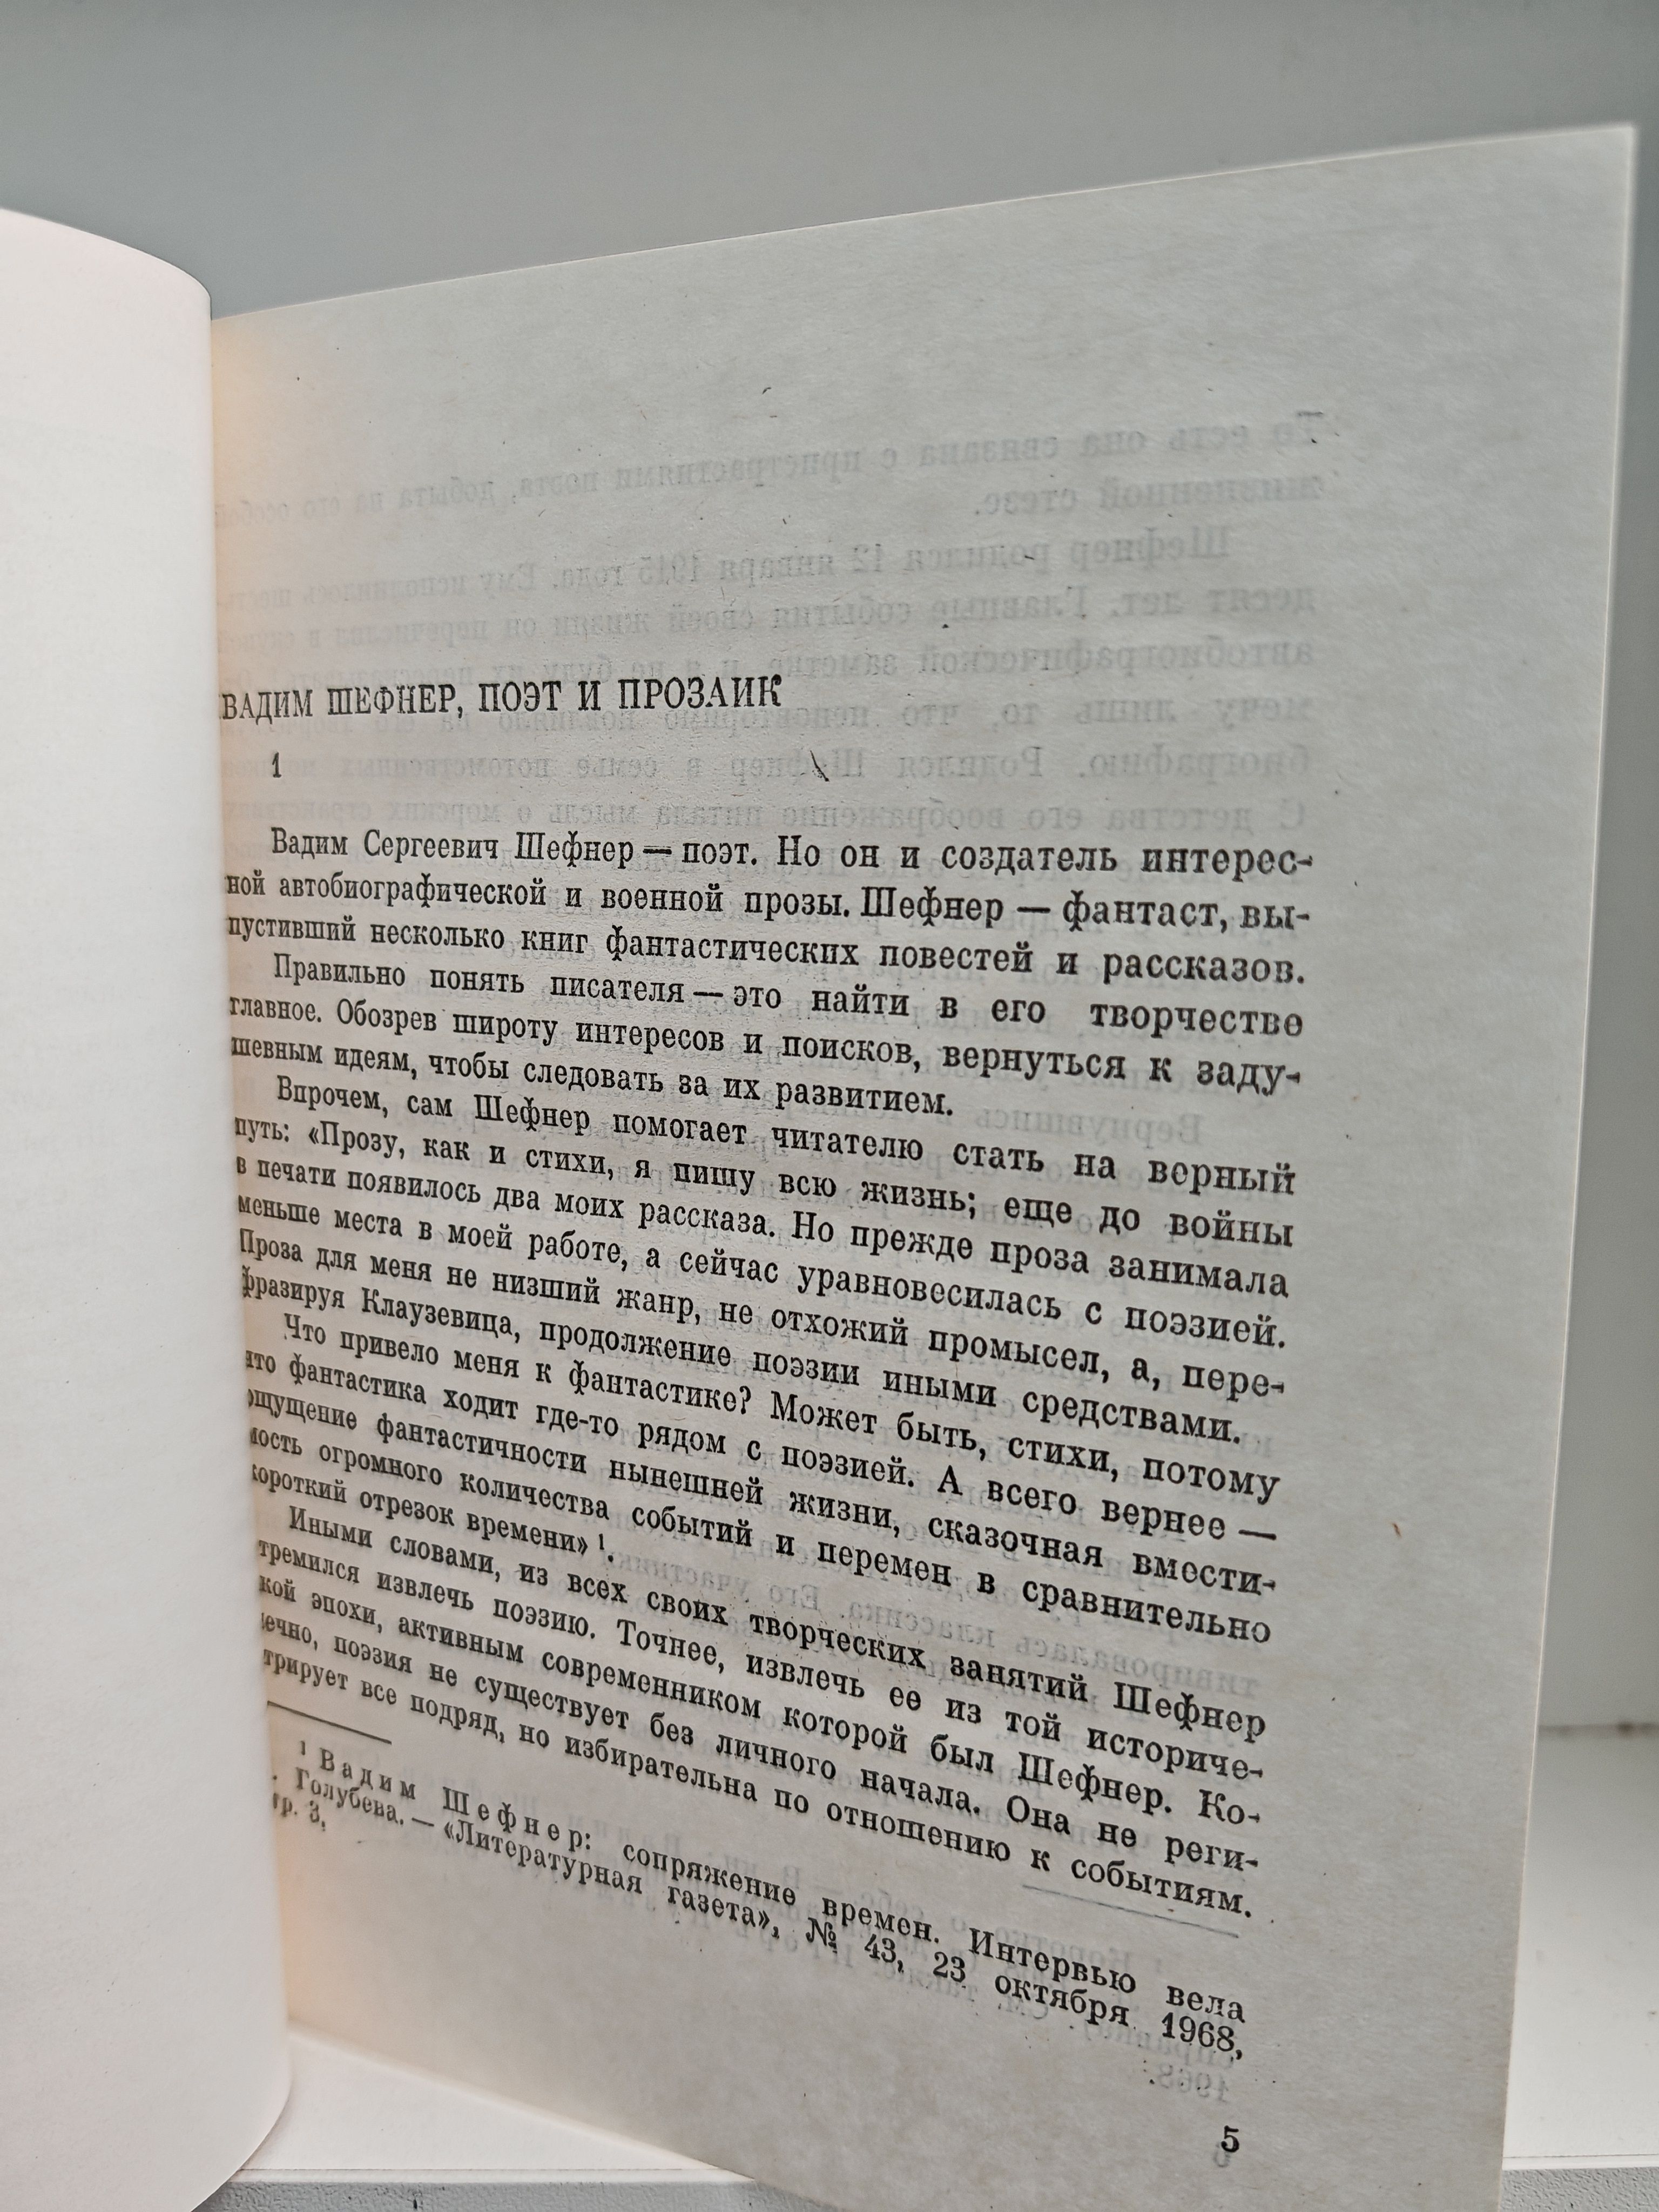 ВАДИМ ШЕФНЕР, ПОЭТ И ПРОЗАИК
1
Вадим Сергеевич Шефнер — поэт. Но он и создатель интерес-
ной автобиографической и военной прозы. Шефнер — фантаст, вы-
пустивший несколько книг фантастических повестей и рассказов.
Правильно понять писателя — это найти в его творчестве
главное. Обозрев широту интересов и поисков, вернуться к заду-
шевным идеям, чтобы следовать за их развитием.
Впрочем, сам Шефнер помогает читателю стать на верный
путь: «Прозу, как и стихи, я пишу всю жизнь; еще до войны
в печати появилось два моих рассказа. Но прежде проза занимала
меньше места в моей работе, а сейчас уравновесилась с поэзией.
Проза для меня не низший жанр, не отхожий промысел, а, пере-
фразируя Клаузевица, продолжение поэзии иными средствами.
Что привело меня к фантастике? Может быть, стихи, потому
что фантастика ходит где-то рядом с поэзией. А всего вернее —
ощущение фантастичности нынешней жизни, сказочная вмести-
мость огромного количества событий и перемен в сравнительно
короткий отрезок времени» 1.
Иными словами, из всех своих творческих занятий Шефнер
тремился извлечь поэзию. Точнее, извлечь ее из той историче-
кой эпохи, активным современником которой был Шефнер. Ко-
ечно, поэзия не существует без личного начала. Она не реги-
трирует все подряд, но избирательна по отношению к событиям.
1 Вадим Шефнер: сопряжение времен. Интервью вела
. Голубева. — «Литературная газета», № 43, 23 октября 1968,
тр. 3.
5